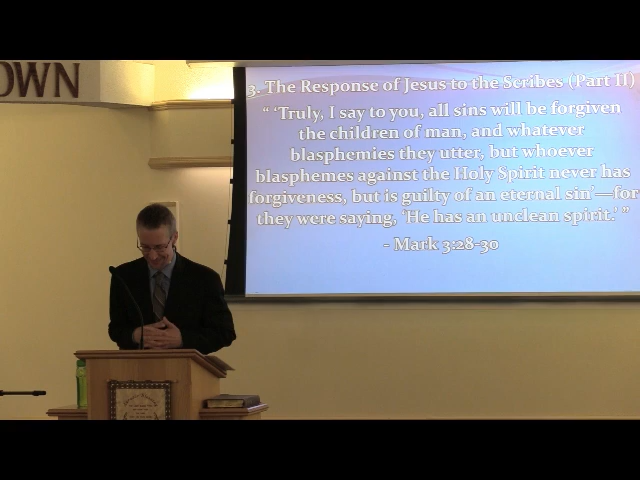 OWN
3. The Response of Jesus to the Scribes (Part II)
“ ‘Truly, I say to you, all sins will be forgiven
the children of man, and whatever
blasphemies they utter, but whoever
blasphemes against the Holy Spirit never has
forgiveness, but is guilty of an eternal sin’—for
they were saying, ‘He has an unclean spirit.’ ”
- Mark 3:28-30